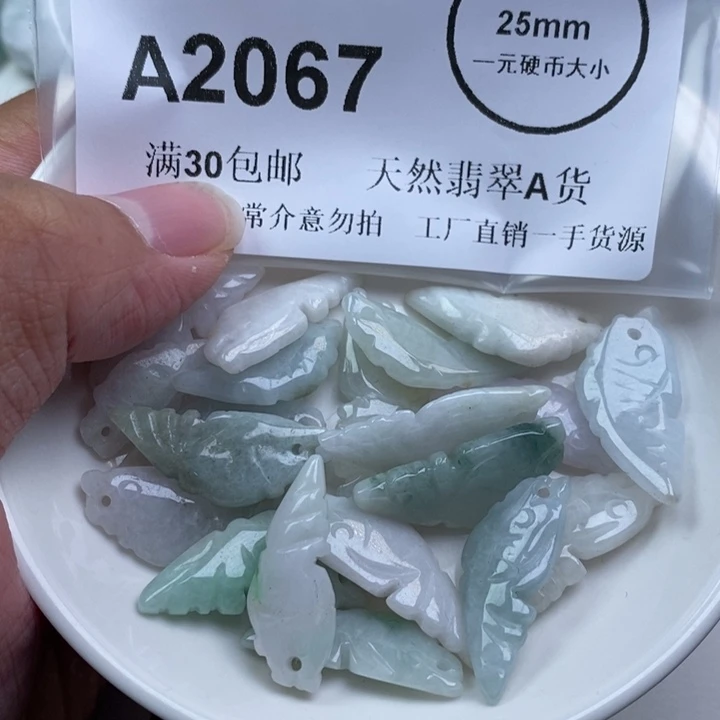 A2067
25mm
一元硬币大小
满30包邮 天然翡翠A货
常介意勿拍 工厂直销一手货源